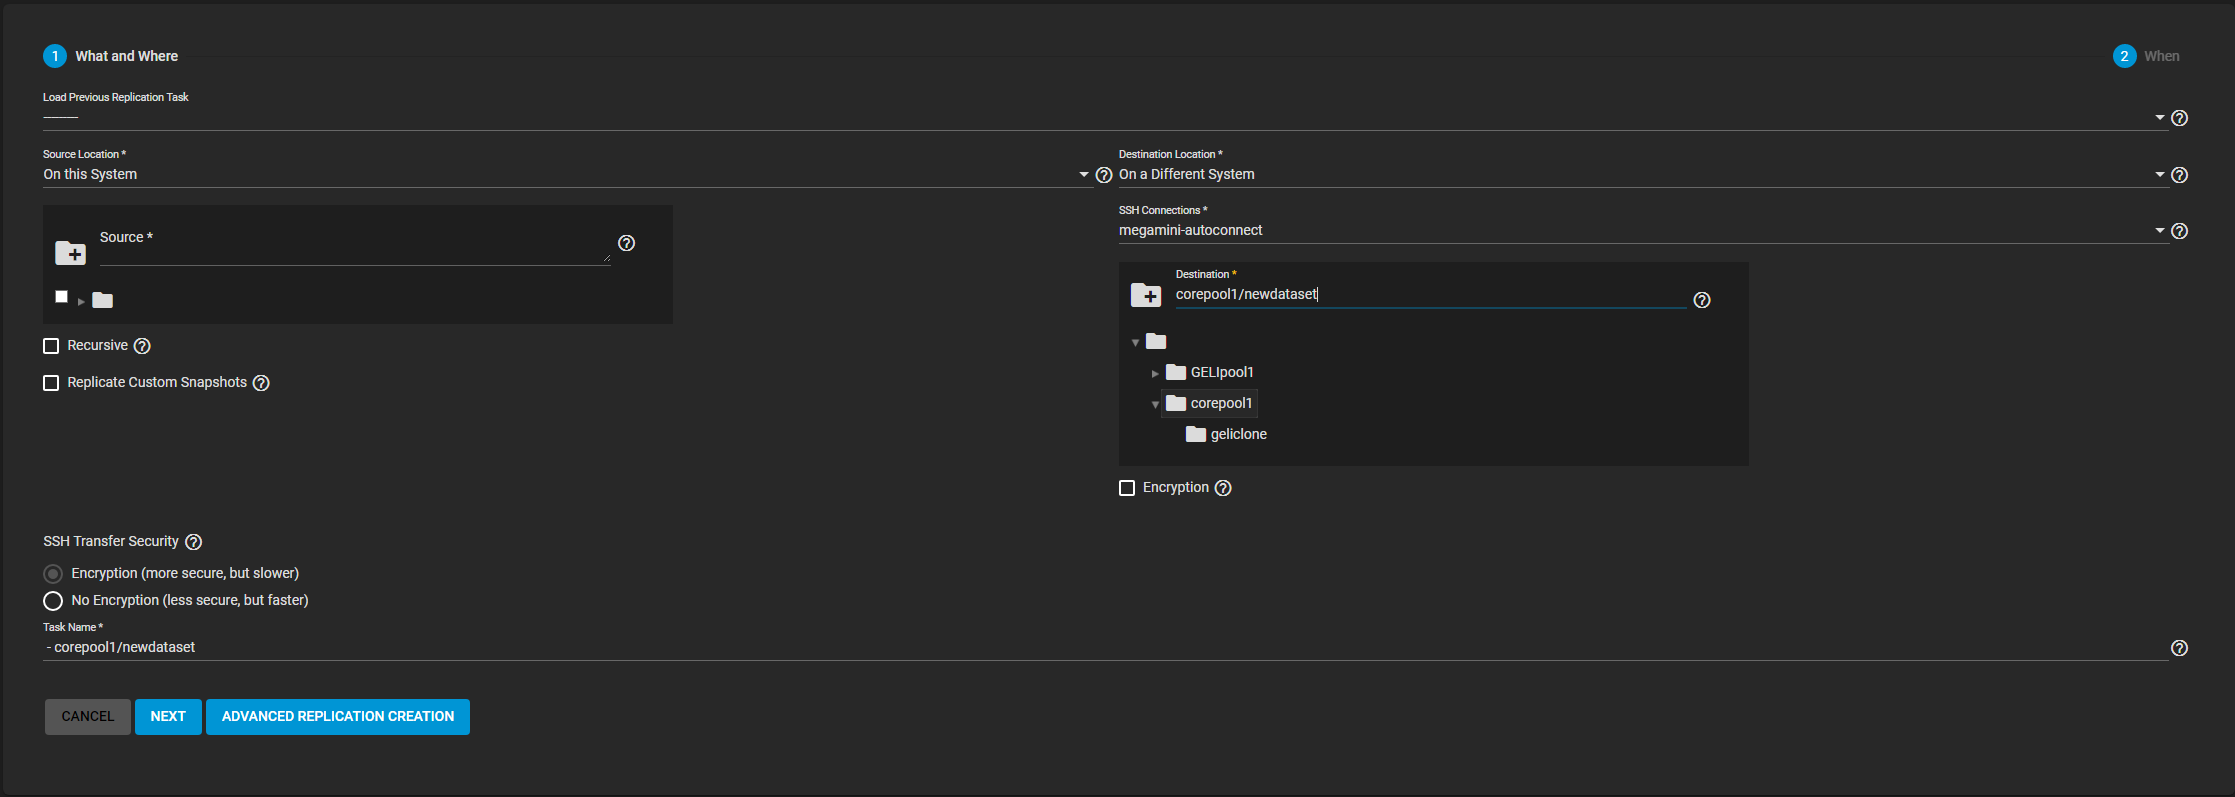 1 What and Where
2 When
Load Previous Replication Task
---------
Source Location *
On this System
Destination Location *
On a Different System
Source *
SSH Connections *
megamini-autoconnect
Destination *
corepool1/newdataset
GELIpool1
corepool1
geliclone
Recursive
Replicate Custom Snapshots
Encryption
SSH Transfer Security
Encryption (more secure, but slower)
No Encryption (less secure, but faster)
Task Name *
- corepool1/newdataset
CANCEL
NEXT
ADVANCED REPLICATION CREATION